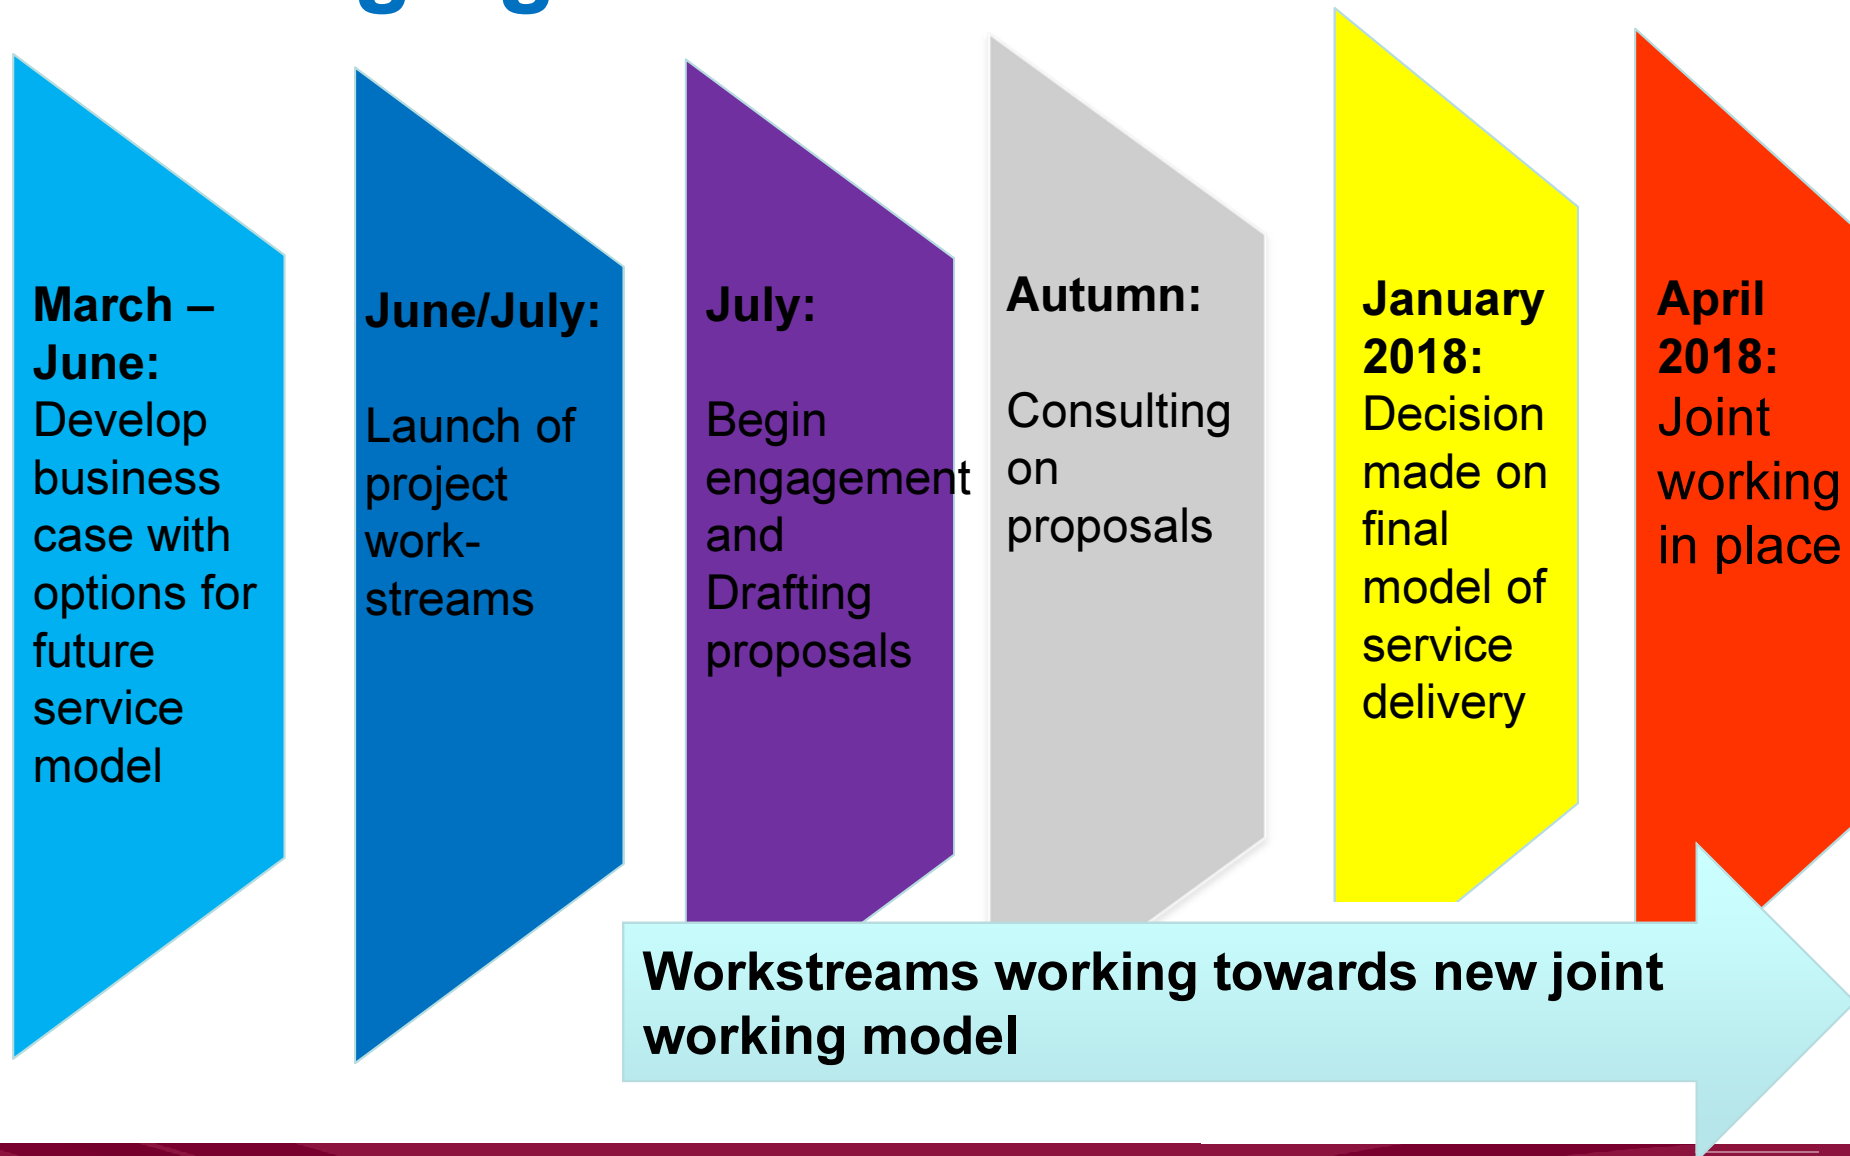 March –
June:
Develop
business
case with
options for
future
service
model
June/July:
Launch of
project
work-
streams
July:
Begin
engagement
and
Drafting
proposals
Autumn:
Consulting
on
proposals
January
2018:
Decision
made on
final
model of
service
delivery
April
2018:
Joint
working
in place
Workstreams working towards new joint
working model